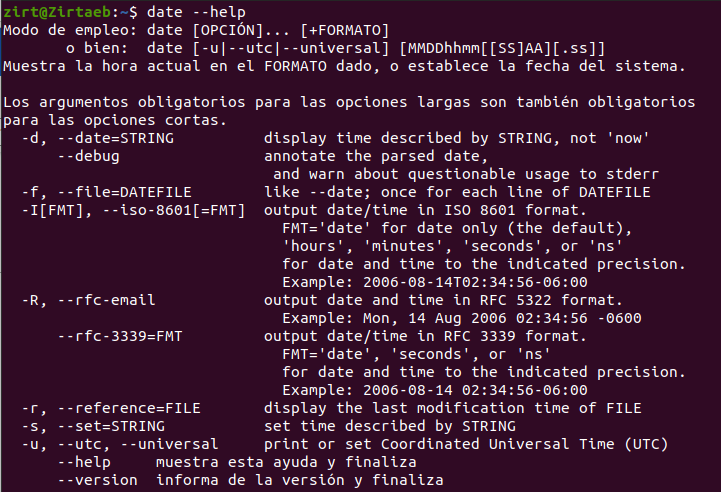 zirt@Zirtaeb:~$ date --help
Modo de empleo: date [OPCIÓN]... [+FORMATO]
       o bien:  date [-u|--utc|--universal] [MMDDhhmm[[SS]AA][.ss]]
Muestra la hora actual en el FORMATO dado, o establece la fecha del sistema.

Los argumentos obligatorios para las opciones largas son también obligatorios
para las opciones cortas.
  -d, --date=STRING          display time described by STRING, not 'now'
      --debug                annotate the parsed date,
                              and warn about questionable usage to stderr
  -f, --file=DATEFILE        like --date; once for each line of DATEFILE
  -I[FMT], --iso-8601[=FMT]  output date/time in ISO 8601 format.
                               FMT='date' for date only (the default),
                               'hours', 'minutes', 'seconds', or 'ns'
                               for date and time to the indicated precision.
                               Example: 2006-08-14T02:34:56-06:00
  -R, --rfc-email            output date and time in RFC 5322 format.
                               Example: Mon, 14 Aug 2006 02:34:56 -0600
      --rfc-3339=FMT         output date/time in RFC 3339 format.
                               FMT='date', 'seconds', or 'ns'
                               for date and time to the indicated precision.
                               Example: 2006-08-14 02:34:56-06:00
  -r, --reference=FILE       display the last modification time of FILE
  -s, --set=STRING           set time described by STRING
  -u, --utc, --universal     print or set Coordinated Universal Time (UTC)
      --help     muestra esta ayuda y finaliza
      --version  informa de la versión y finaliza